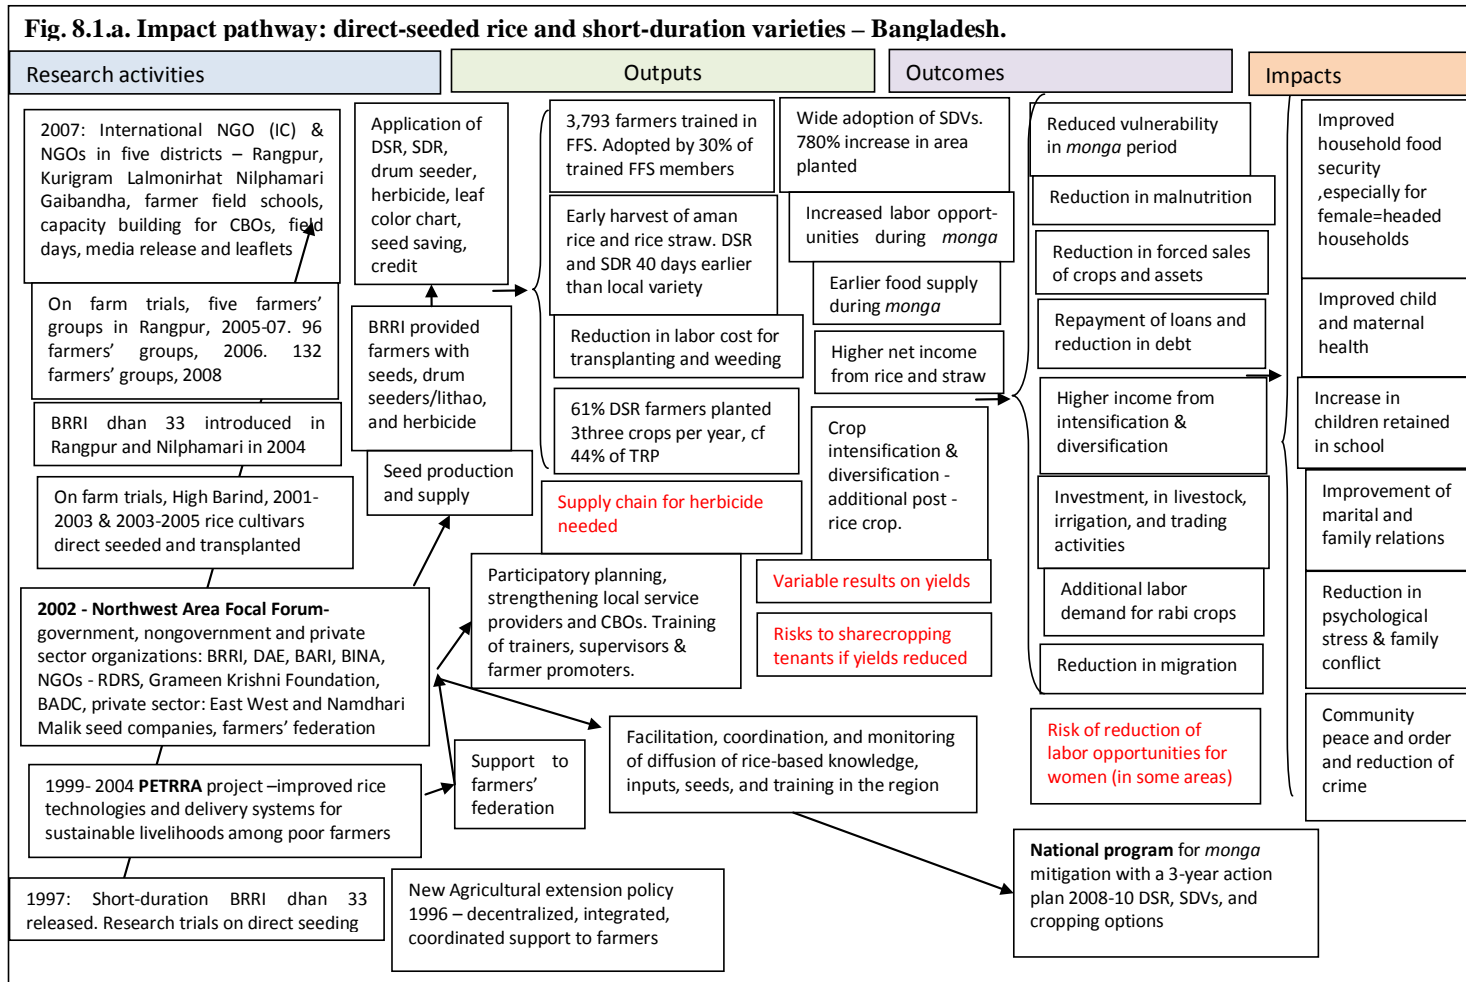 Fig. 8.1.a. Impact pathway: direct-seeded rice and short-duration varieties – Bangladesh.
Research activities
Outputs
Outcomes
Impacts
2007: International NGO (IC) &
NGOs in five districts – Rangpur,
Kurigram Lalmonirhat Nilphamari
Gaibandha, farmer field schools,
capacity building for CBOs, field
days, media release and leaflets
On farm trials, five farmers'
groups in Rangpur, 2005-07. 96
farmers' groups, 2006. 132
farmers' groups, 2008
BRRI dhan 33 introduced in
Rangpur and Nilphamari in 2004
On farm trials, High Barind, 2001-
2003 & 2003-2005 rice cultivars
direct seeded and transplanted
2002 - Northwest Area Focal Forum-
government, nongovernment and private
sector organizations: BRRI, DAE, BARI, BINA,
NGOs - RDRS, Grameen Krishni Foundation,
BADC, private sector: East West and Namdhari
Malik seed companies, farmers' federation
1999- 2004 PETRRA project –improved rice
technologies and delivery systems for
sustainable livelihoods among poor farmers
1997: Short-duration BRRI dhan 33
released. Research trials on direct seeding
Application of
DSR, SDR,
drum seeder,
herbicide, leaf
color chart,
seed saving,
credit
BRRI provided
farmers with
seeds, drum
seeders/lithao,
and herbicide
Seed production
and supply
Support to
farmers'
federation
New Agricultural extension policy
1996 – decentralized, integrated,
coordinated support to farmers
3,793 farmers trained in
FFS. Adopted by 30% of
trained FFS members
Early harvest of aman
rice and rice straw. DSR
and SDR 40 days earlier
than local variety
Reduction in labor cost for
transplanting and weeding
61% DSR farmers planted
3three crops per year, cf
44% of TRP
Supply chain for herbicide
needed
Participatory planning,
strengthening local service
providers and CBOs. Training
of trainers, supervisors &
farmer promoters.
Facilitation, coordination, and monitoring
of diffusion of rice-based knowledge,
inputs, seeds, and training in the region
Wide adoption of SDVs.
780% increase in area
planted
Increased labor opport-
unities during monga
Earlier food supply
during monga
Higher net income
from rice and straw
Crop
intensification &
diversification -
additional post -
rice crop.
Variable results on yields
Risks to sharecropping
tenants if yields reduced
Reduced vulnerability
in monga period
Reduction in malnutrition
Reduction in forced sales
of crops and assets
Repayment of loans and
reduction in debt
Higher income from
intensification &
diversification
Investment, in livestock,
irrigation, and trading
activities
Additional labor
demand for rabi crops
Reduction in migration
Risk of reduction of
labor opportunities for
women (in some areas)
National program for monga
mitigation with a 3-year action
plan 2008-10 DSR, SDVs, and
cropping options
Improved
household food
security
,especially for
female=headed
households
Improved child
and maternal
health
Increase in
children retained
in school
Improvement of
marital and
family relations
Reduction in
psychological
stress & family
conflict
Community
peace and order
and reduction of
crime